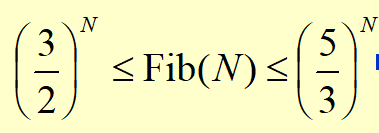 (3/2)^N ≤ Fib(N) ≤ (5/3)^N